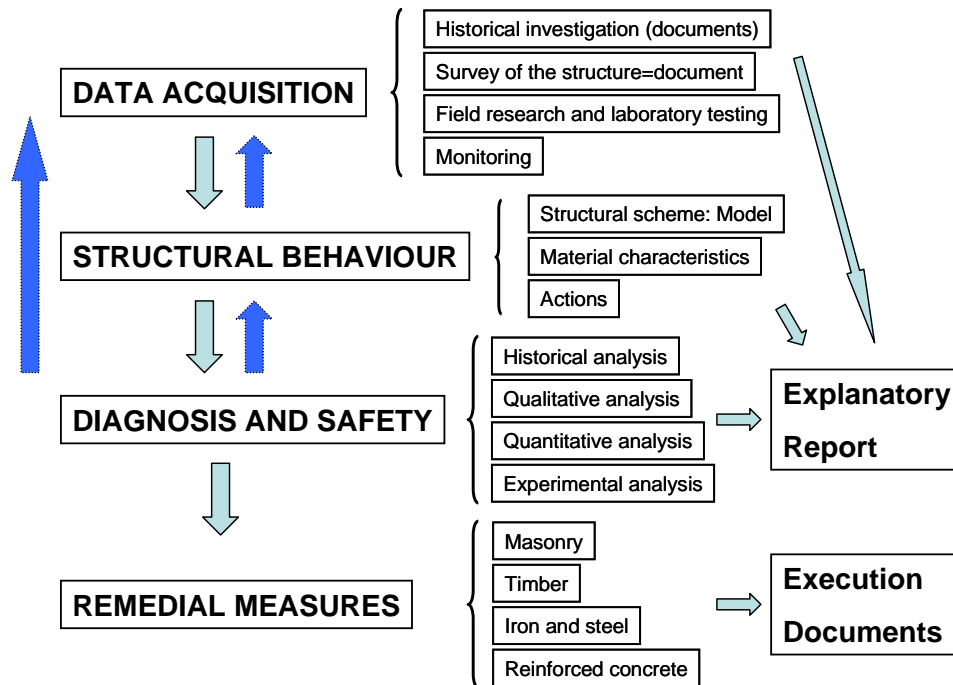 DATA ACQUISITION
Historical investigation (documents)
Survey of the structure=document
Field research and laboratory testing
Monitoring
STRUCTURAL BEHAVIOUR
Structural scheme: Model
Material characteristics
Actions
DIAGNOSIS AND SAFETY
Historical analysis
Qualitative analysis
Quantitative analysis
Experimental analysis
Explanatory
Report
REMEDIAL MEASURES
Masonry
Timber
Iron and steel
Reinforced concrete
Execution
Documents